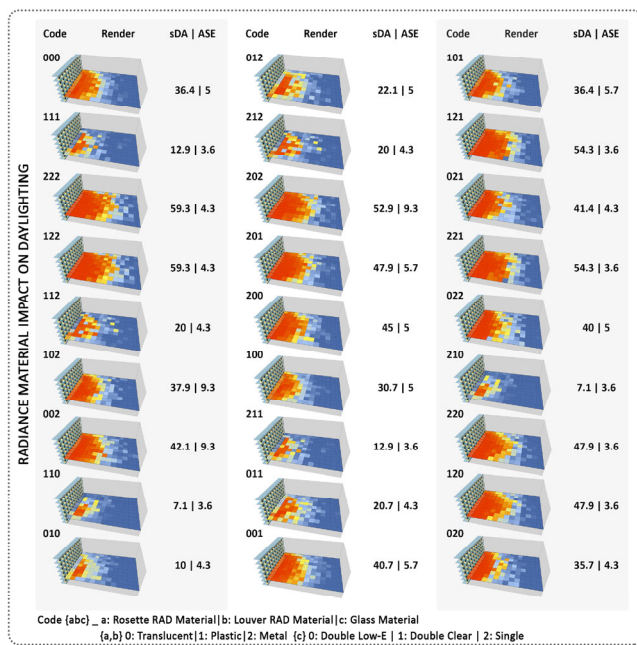 RADIANCE MATERIAL IMPACT ON DAYLIGHTING
Code Render sDA | ASE
000
36.4 | 5
111
12.9 | 3.6
222
59.3 | 4.3
122
59.3 | 4.3
112
20 | 4.3
102
37.9 | 9.3
002
42.1 | 9.3
110
7.1 | 3.6
010
10 | 4.3
Code Render sDA | ASE
012
22.1 | 5
212
20 | 4.3
202
52.9 | 9.3
201
47.9 | 5.7
200
45 | 5
100
30.7 | 5
211
12.9 | 3.6
011
20.7 | 4.3
001
40.7 | 5.7
Code Render sDA | ASE
101
36.4 | 5.7
121
54.3 | 3.6
021
41.4 | 4.3
221
54.3 | 3.6
022
40 | 5
210
7.1 | 3.6
220
47.9 | 3.6
120
47.9 | 3.6
020
35.7 | 4.3
Code {abc} _ a: Rosette RAD Material|b: Louver RAD Material|c: Glass Material
{a,b} 0: Translucent|1: Plastic|2: Metal {c} 0: Double Low-E | 1: Double Clear | 2: Single